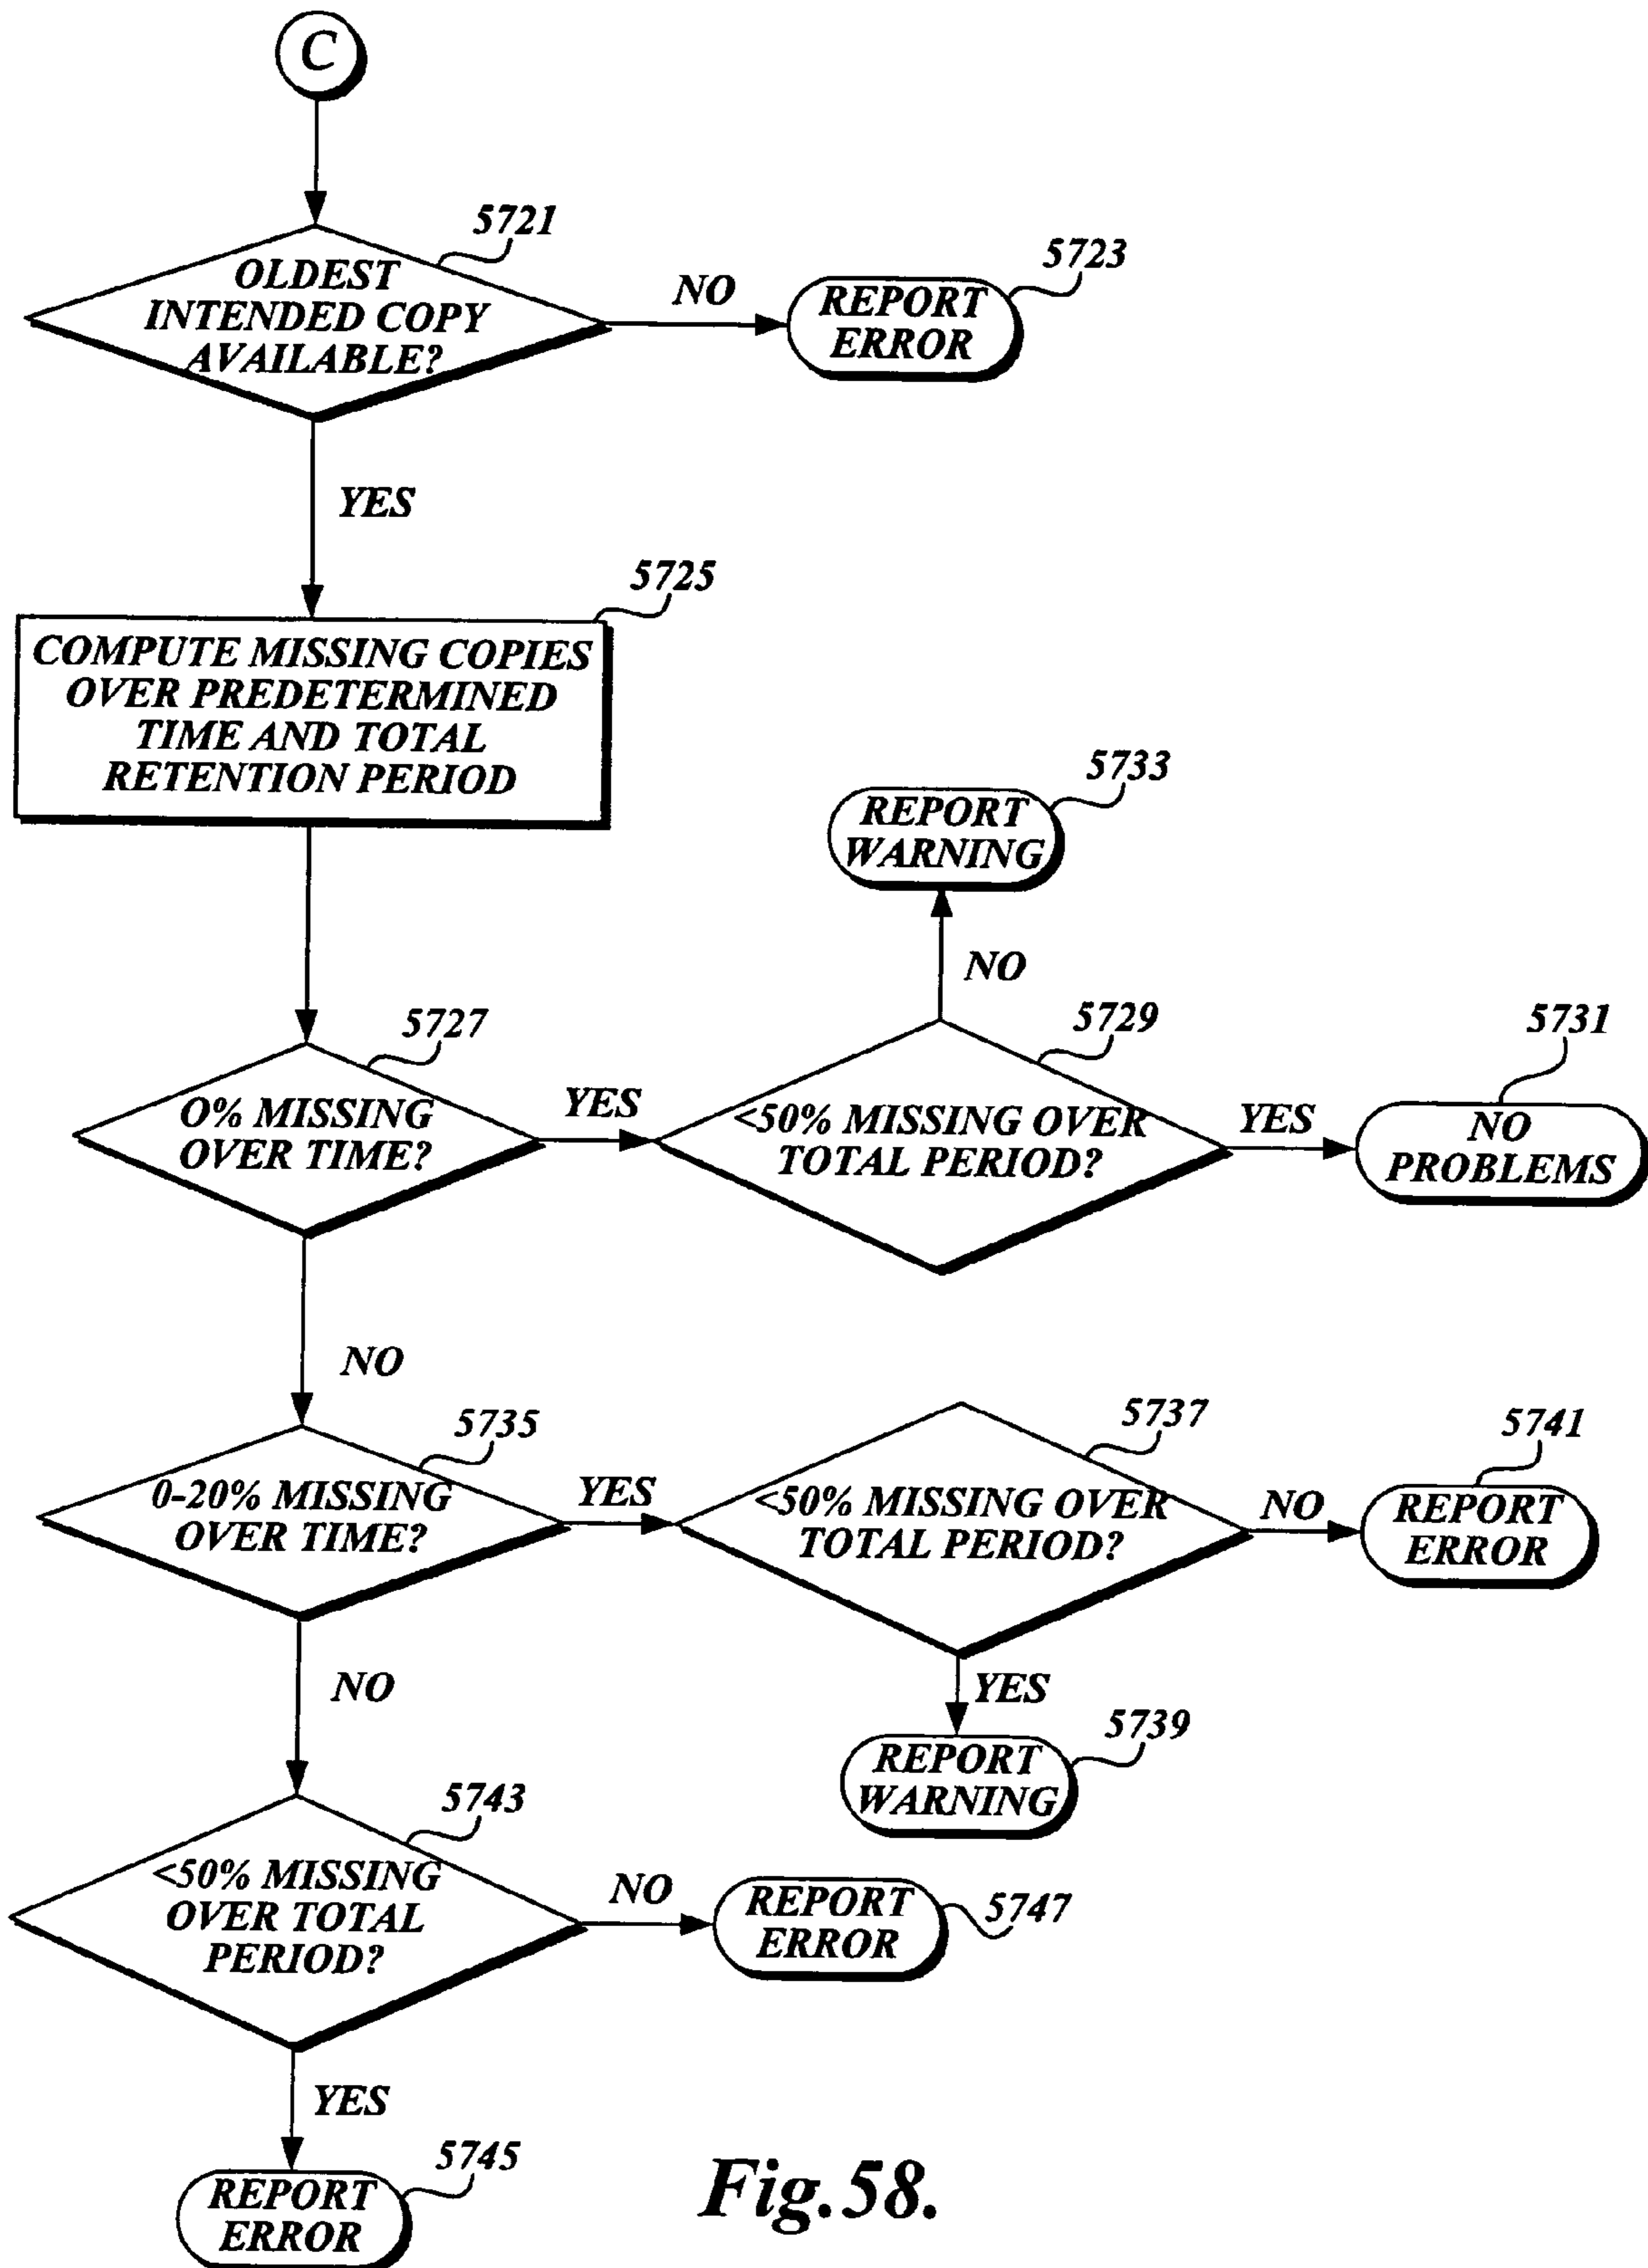 C
5721
OLDEST
INTENDED COPY
AVAILABLE?
NO
5723
REPORT
ERROR
YES
5725
COMPUTE MISSING COPIES
OVER PREDETERMINED
TIME AND TOTAL
RETENTION PERIOD
5733
REPORT
WARNING
NO
5727
O% MISSING
OVER TIME?
YES
5729
<50% MISSING OVER
TOTAL PERIOD?
YES
5731
NO
PROBLEMS
NO
5735
0-20% MISSING
OVER TIME?
YES
5737
<50% MISSING OVER
TOTAL PERIOD?
NO
5741
REPORT
ERROR
YES
5739
REPORT
WARNING
NO
5743
<50% MISSING
OVER TOTAL
PERIOD?
NO
REPORT
ERROR
5747
YES
5745
REPORT
ERROR
Fig.58.